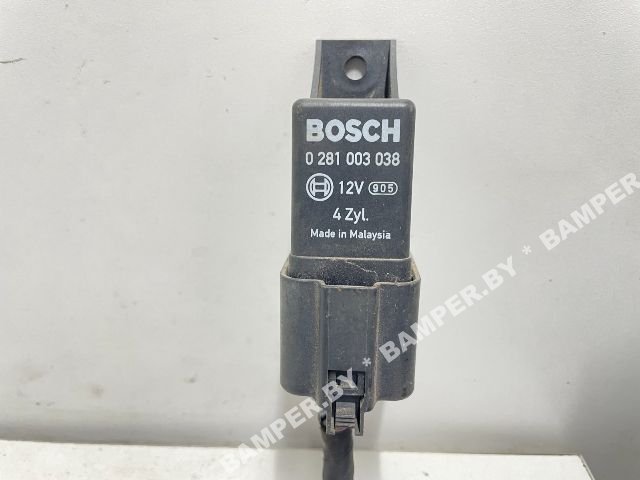 BOSCH
0 281 003 038
12V 905
4 Zyl.
Made in Malaysia
BAMPER.BY * BAMPER.BY * BAMPER.BY * BAMPER.BY